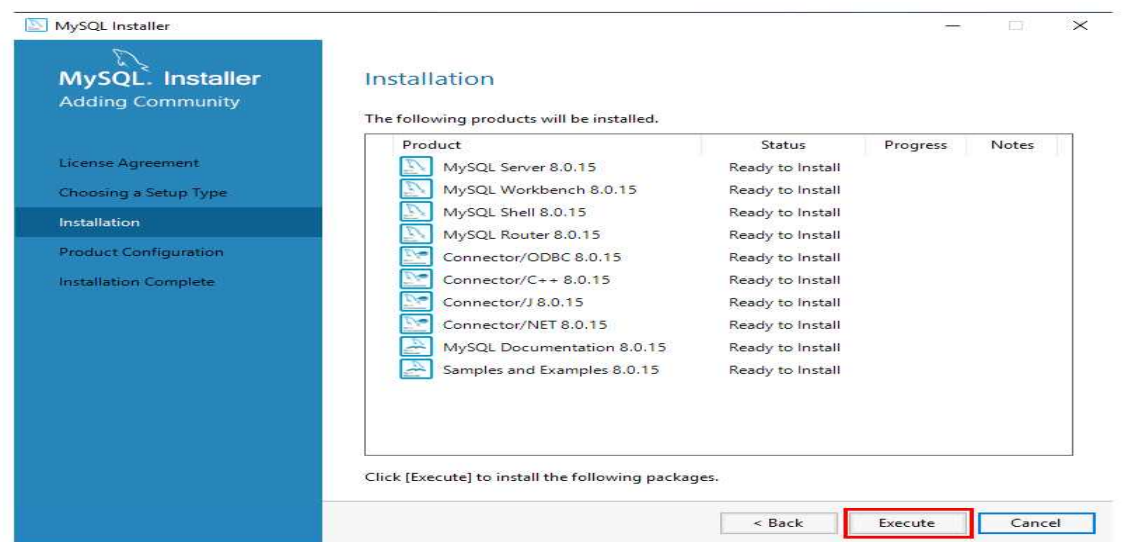 MySQL Installer
MySQL. Installer
Adding Community
License Agreement
Choosing a Setup Type
Installation
Product Configuration
Installation Complete
Installation
The following products will be installed.
Product Status Progress Notes
MySQL Server 8.0.15 Ready to Install
MySQL Workbench 8.0.15 Ready to Install
MySQL Shell 8.0.15 Ready to Install
MySQL Router 8.0.15 Ready to Install
Connector/ODBC 8.0.15 Ready to Install
Connector/C++ 8.0.15 Ready to Install
Connector/J 8.0.15 Ready to Install
Connector/NET 8.0.15 Ready to Install
MySQL Documentation 8.0.15 Ready to Install
Samples and Examples 8.0.15 Ready to Install
Click [Execute] to install the following packages.
< Back Execute Cancel